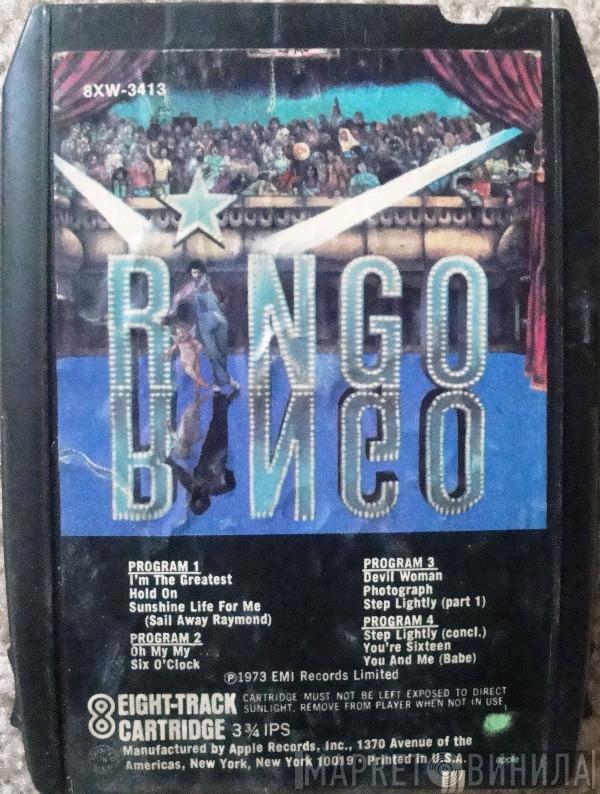 8XW-3413
RINGO
PROGRAM 1
I'm The Greatest
Hold On
Sunshine Life For Me
(Sail Away Raymond)
PROGRAM 2
Oh My My
Six O'Clock
PROGRAM 3
Devil Woman
Photograph
Step Lightly (part 1)
PROGRAM 4
Step Lightly (concl.)
You're Sixteen
You And Me (Babe)
Ⓟ1973 EMI Records Limited
8 EIGHT-TRACK
CARTRIDGE 3 3/4 IPS
CARTRIDGE MUST NOT BE LEFT EXPOSED TO DIRECT
SUNLIGHT. REMOVE FROM PLAYER WHEN NOT IN USE
Manufactured by Apple Records, Inc., 1370 Avenue of the
Americas, New York, New York 10019 • Printed in U.S.A.
apple
МАРКЕТ ВИНИЛА